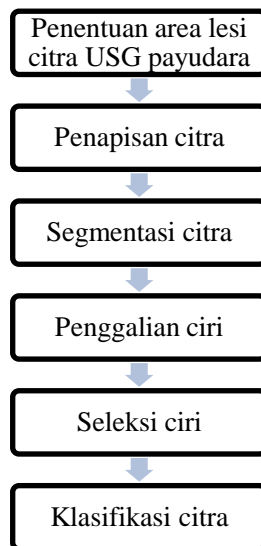 Penentuan area lesi
citra USG payudara
Penapisan citra
Segmentasi citra
Penggalian ciri
Seleksi ciri
Klasifikasi citra